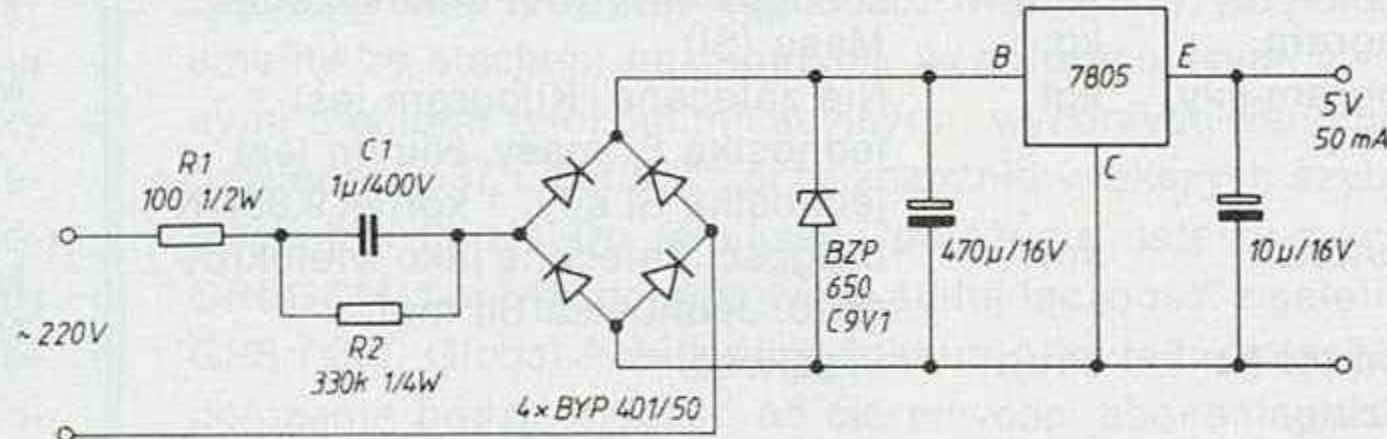 B
7805
E
C
5V
50 mA
R1
100 1/2W
C1
1µ/400V
R2
330k 1/4W
~220V
4×BYP 401/50
BZP
650
C9V1
470µ/16V
10µ/16V